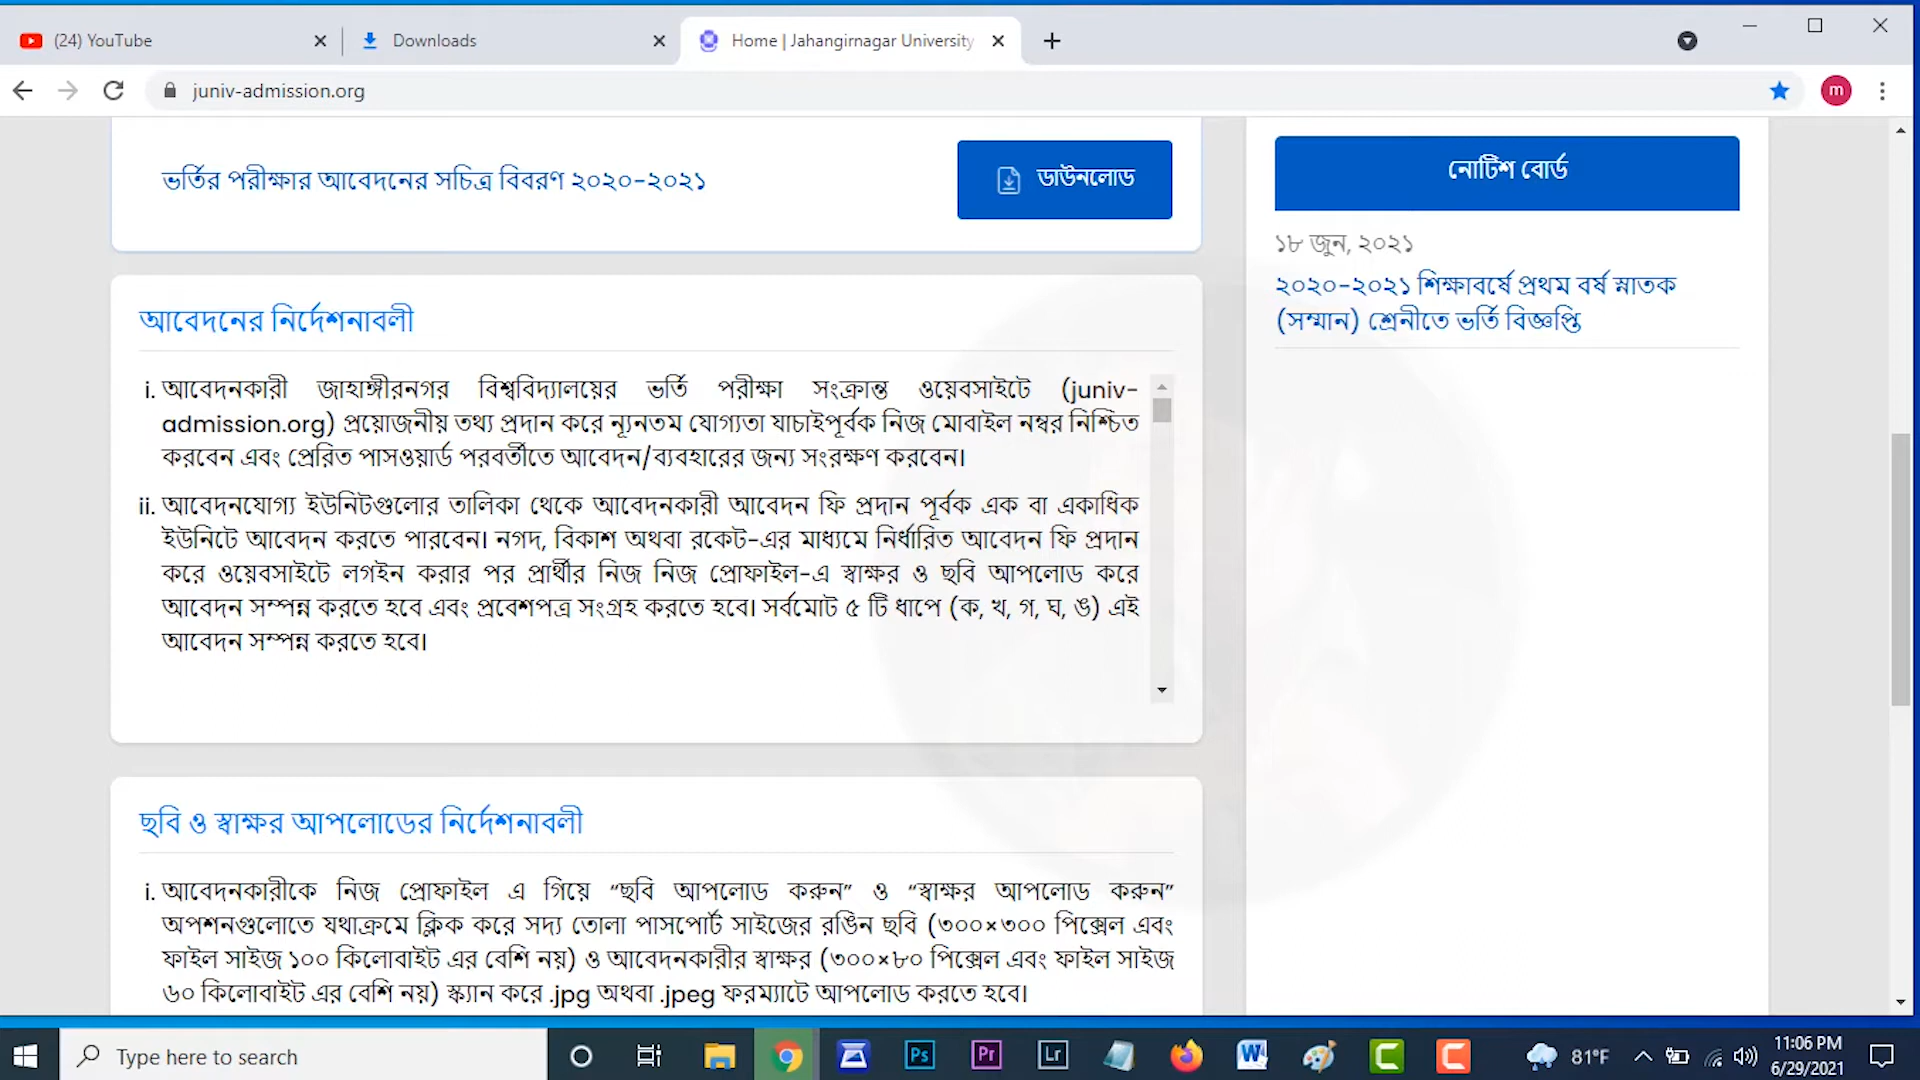 (24) YouTube
Downloads
Home | Jahangirnagar University
juniv-admission.org
m
ভর্তির পরীক্ষার আবেদনের সচিত্র বিবরণ ২০২০-২০২১
ডাউনলোড
আবেদনের নির্দেশনাবলী
i. আবেদনকারী জাহাঙ্গীরনগর বিশ্ববিদ্যালয়ের ভর্তি পরীক্ষা সংক্রান্ত ওয়েবসাইটে (juniv-
admission.org) প্রয়োজনীয় তথ্য প্রদান করে ন্যূনতম যোগ্যতা যাচাইপূর্বক নিজ মোবাইল নম্বর নিশ্চিত
করবেন এবং প্রেরিত পাসওয়ার্ড পরবর্তীতে আবেদন/ব্যবহারের জন্য সংরক্ষণ করবেন।
ii. আবেদনযোগ্য ইউনিটগুলোর তালিকা থেকে আবেদনকারী আবেদন ফি প্রদান পূর্বক এক বা একাধিক
ইউনিটে আবেদন করতে পারবেন। নগদ, বিকাশ অথবা রকেট-এর মাধ্যমে নির্ধারিত আবেদন ফি প্রদান
করে ওয়েবসাইটে লগইন করার পর প্রার্থীর নিজ নিজ প্রোফাইল-এ স্বাক্ষর ও ছবি আপলোড করে
আবেদন সম্পন্ন করতে হবে এবং প্রবেশপত্র সংগ্রহ করতে হবে। সর্বমোট ৫ টি ধাপে (ক, খ, গ, ঘ, ঙ) এই
আবেদন সম্পন্ন করতে হবে।
ছবি ও স্বাক্ষর আপলোডের নির্দেশনাবলী
i. আবেদনকারীকে নিজ প্রোফাইল এ গিয়ে “ছবি আপলোড করুন” ও “স্বাক্ষর আপলোড করুন”
অপশনগুলোতে যথাক্রমে ক্লিক করে সদ্য তোলা পাসপোর্ট সাইজের রঙিন ছবি (৩০০×৩০০ পিক্সেল এবং
ফাইল সাইজ ১০০ কিলোবাইট এর বেশি নয়) ও আবেদনকারীর স্বাক্ষর (৩০০×৮০ পিক্সেল এবং ফাইল সাইজ
৬০ কিলোবাইট এর বেশি নয়) স্ক্যান করে .jpg অথবা .jpeg ফরম্যাটে আপলোড করতে হবে।
নোটিশ বোর্ড
১৮ জুন, ২০২১
২০২০-২০২১ শিক্ষাবর্ষে প্রথম বর্ষ স্নাতক
(সম্মান) শ্রেনীতে ভর্তি বিজ্ঞপ্তি
Type here to search
Ps
Pr
Lr
W
C
C
81°F
11:06 PM
6/29/2021